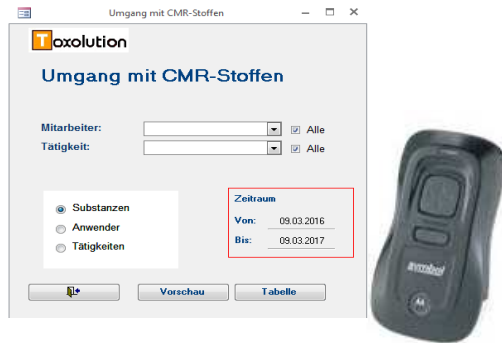 Umgang mit CMR-Stoffen
Toxolution
Umgang mit CMR-Stoffen
Mitarbeiter: Alle
Tätigkeit: Alle
Substanzen
Anwender
Tätigkeiten
Zeitraum
Von: 09.03.2016
Bis: 09.03.2017
Vorschau Tabelle
symbol